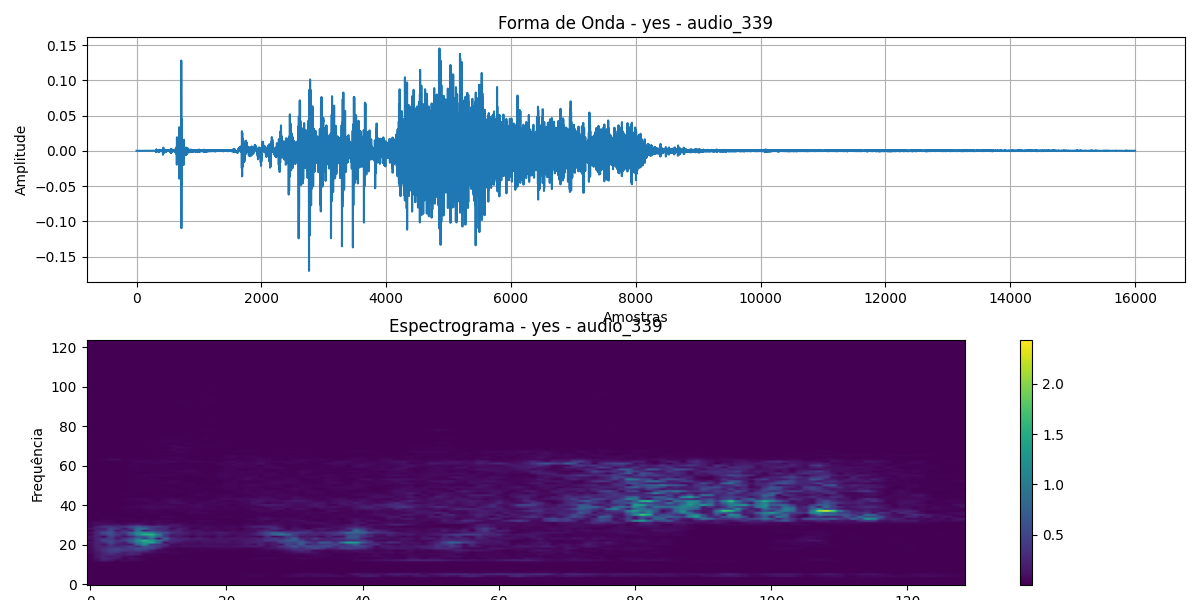 Forma de Onda - yes - audio_339
0.15
0.10
0.05
0.00
−0.05
−0.10
−0.15
Amplitude
0 2000 4000 6000 8000 10000 12000 14000 16000
Amostras
Espectrograma - yes - audio_339
120
100
80
60
40
20
0
Frequência
0 20 40 60 80 100 120
2.0
1.5
1.0
0.5